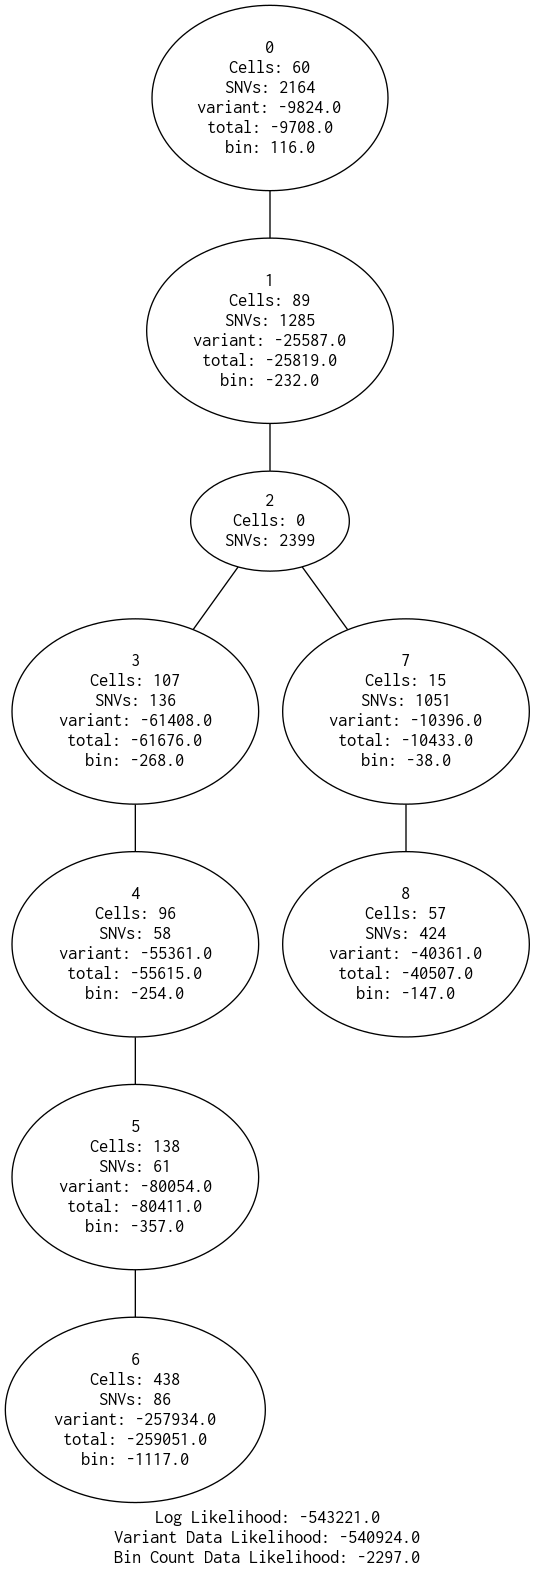 0
Cells: 60
SNVs: 2164
variant: -9824.0
total: -9708.0
bin: 116.0
1
Cells: 89
SNVs: 1285
variant: -25587.0
total: -25819.0
bin: -232.0
2
Cells: 0
SNVs: 2399
3
Cells: 107
SNVs: 136
variant: -61408.0
total: -61676.0
bin: -268.0
7
Cells: 15
SNVs: 1051
variant: -10396.0
total: -10433.0
bin: -38.0
4
Cells: 96
SNVs: 58
variant: -55361.0
total: -55615.0
bin: -254.0
8
Cells: 57
SNVs: 424
variant: -40361.0
total: -40507.0
bin: -147.0
5
Cells: 138
SNVs: 61
variant: -80054.0
total: -80411.0
bin: -357.0
6
Cells: 438
SNVs: 86
variant: -257934.0
total: -259051.0
bin: -1117.0
Log Likelihood: -543221.0
Variant Data Likelihood: -540924.0
Bin Count Data Likelihood: -2297.0